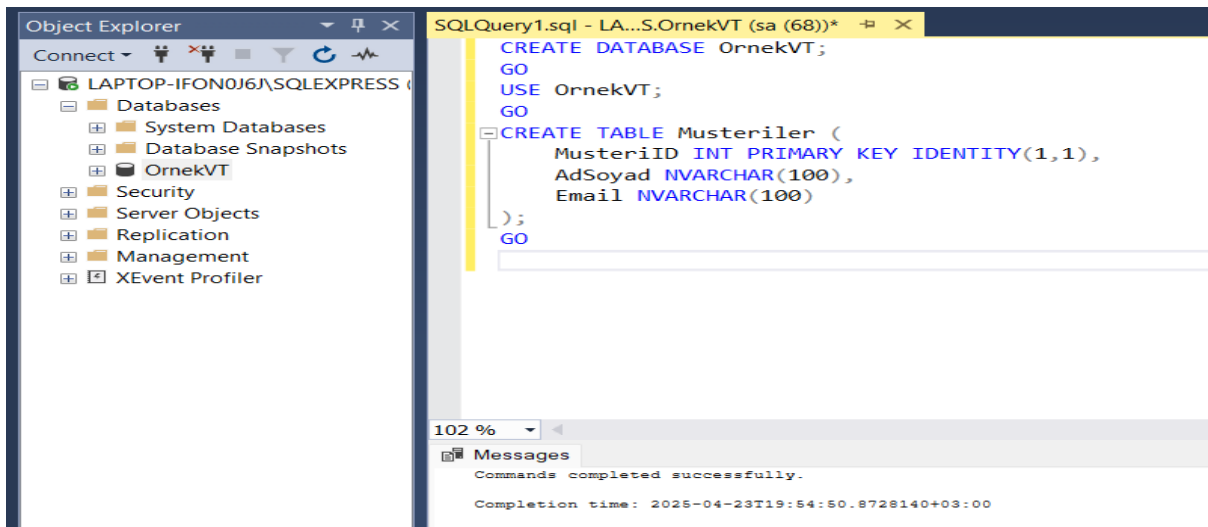 Object Explorer
Connect
LAPTOP-IFON0J6J\SQLEXPRESS (
Databases
System Databases
Database Snapshots
OrnekVT
Security
Server Objects
Replication
Management
XEvent Profiler
SQLQuery1.sql - LA...S.OrnekVT (sa (68))*
CREATE DATABASE OrnekVT;
GO
USE OrnekVT;
GO
CREATE TABLE Musteriler (
MusteriID INT PRIMARY KEY IDENTITY(1,1),
AdSoyad NVARCHAR(100),
Email NVARCHAR(100)
);
GO
102 %
Messages
Commands completed successfully.
Completion time: 2025-04-23T19:54:50.8728140+03:00